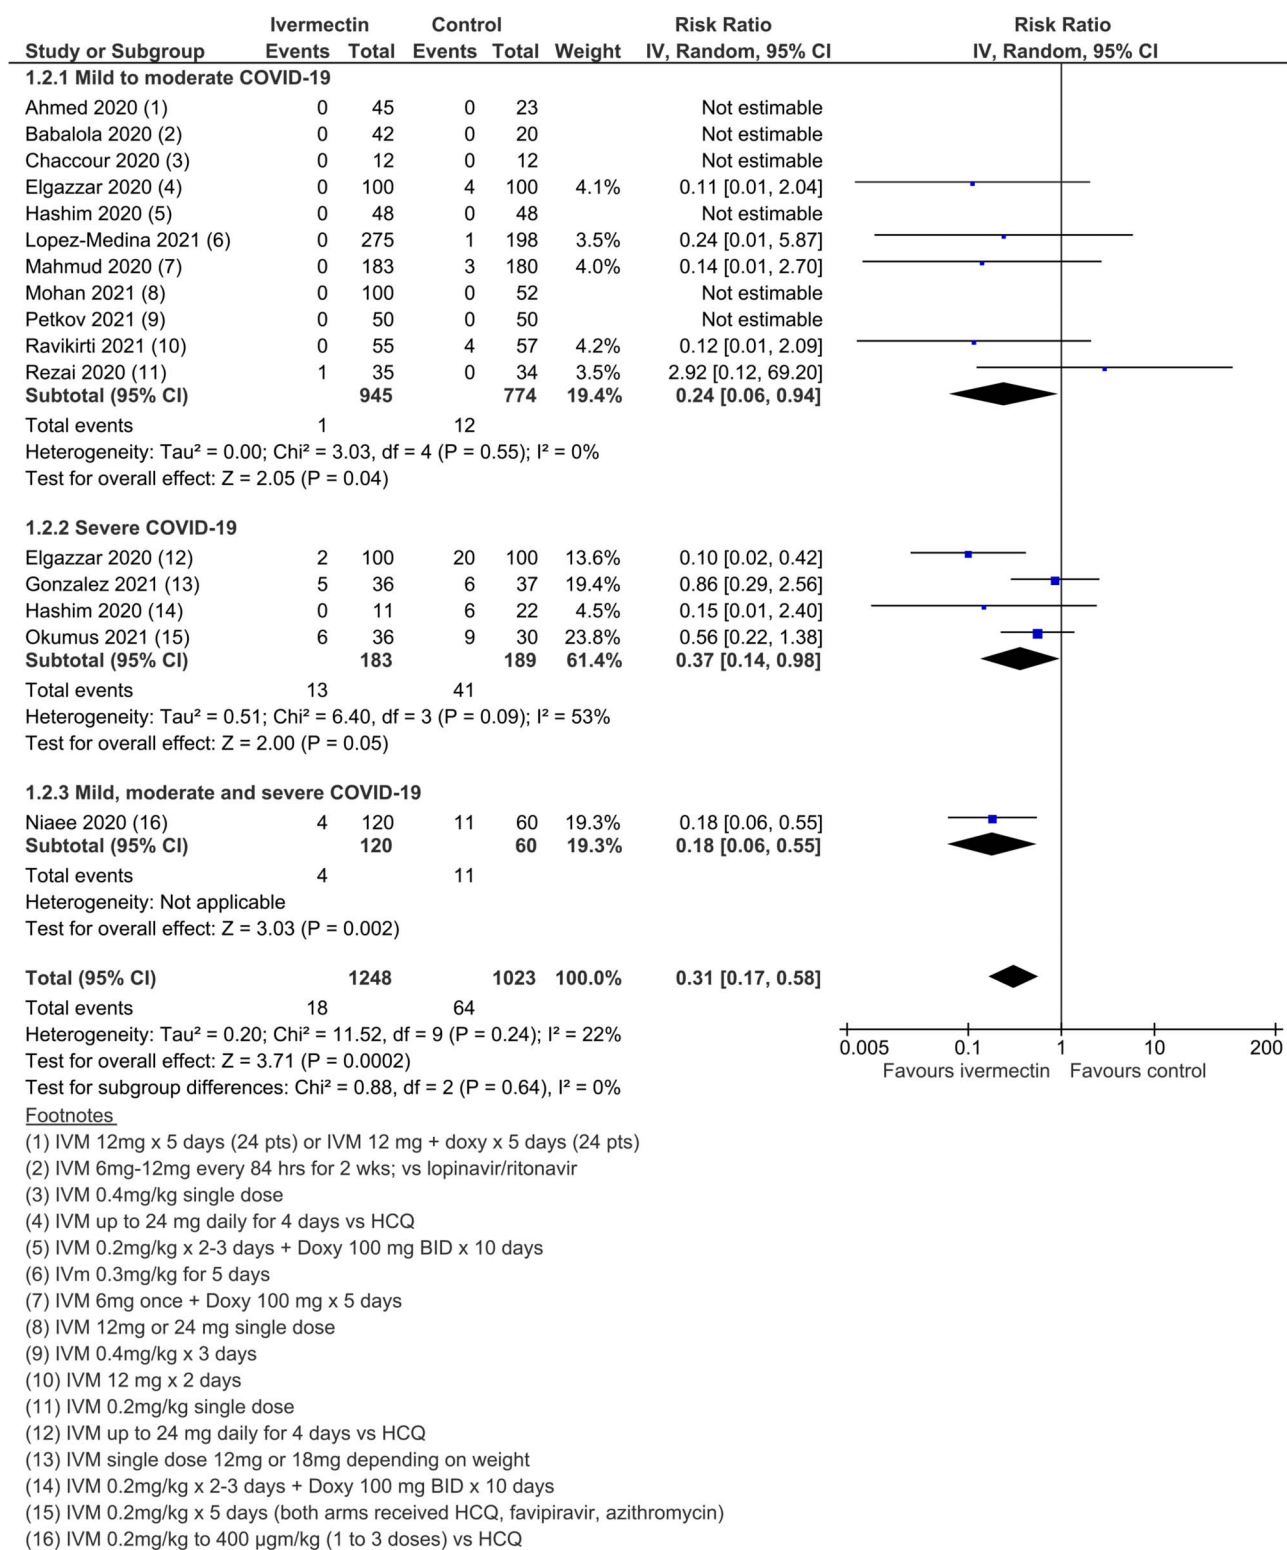 Ivermectin Control Risk Ratio Risk Ratio
Study or Subgroup Events Total Events Total Weight IV, Random, 95% CI IV, Random, 95% CI
1.2.1 Mild to moderate COVID-19
Ahmed 2020 (1) 0 45 0 23 Not estimable
Babalola 2020 (2) 0 42 0 20 Not estimable
Chaccour 2020 (3) 0 12 0 12 Not estimable
Elgazzar 2020 (4) 0 100 4 100 4.1% 0.11 [0.01, 2.04]
Hashim 2020 (5) 0 48 0 48 Not estimable
Lopez-Medina 2021 (6) 0 275 1 198 3.5% 0.24 [0.01, 5.87]
Mahmud 2020 (7) 0 183 3 180 4.0% 0.14 [0.01, 2.70]
Mohan 2021 (8) 0 100 0 52 Not estimable
Petkov 2021 (9) 0 50 0 50 Not estimable
Ravikirti 2021 (10) 0 55 4 57 4.2% 0.12 [0.01, 2.09]
Rezai 2020 (11) 1 35 0 34 3.5% 2.92 [0.12, 69.20]
Subtotal (95% CI) 945 774 19.4% 0.24 [0.06, 0.94]
Total events 1 12
Heterogeneity: Tau² = 0.00; Chi² = 3.03, df = 4 (P = 0.55); I² = 0%
Test for overall effect: Z = 2.05 (P = 0.04)
1.2.2 Severe COVID-19
Elgazzar 2020 (12) 2 100 20 100 13.6% 0.10 [0.02, 0.42]
Gonzalez 2021 (13) 5 36 6 37 19.4% 0.86 [0.29, 2.56]
Hashim 2020 (14) 0 11 6 22 4.5% 0.15 [0.01, 2.40]
Okumus 2021 (15) 6 36 9 30 23.8% 0.56 [0.22, 1.38]
Subtotal (95% CI) 183 189 61.4% 0.37 [0.14, 0.98]
Total events 13 41
Heterogeneity: Tau² = 0.51; Chi² = 6.40, df = 3 (P = 0.09); I² = 53%
Test for overall effect: Z = 2.00 (P = 0.05)
1.2.3 Mild, moderate and severe COVID-19
Niaee 2020 (16) 4 120 11 60 19.3% 0.18 [0.06, 0.55]
Subtotal (95% CI) 120 60 19.3% 0.18 [0.06, 0.55]
Total events 4 11
Heterogeneity: Not applicable
Test for overall effect: Z = 3.03 (P = 0.002)
Total (95% CI) 1248 1023 100.0% 0.31 [0.17, 0.58]
Total events 18 64
Heterogeneity: Tau² = 0.20; Chi² = 11.52, df = 9 (P = 0.24); I² = 22%
Test for overall effect: Z = 3.71 (P = 0.0002)
Test for subgroup differences: Chi² = 0.88, df = 2 (P = 0.64), I² = 0%
0.005 0.1 1 10 200
Favours ivermectin Favours control
Footnotes
(1) IVM 12mg x 5 days (24 pts) or IVM 12 mg + doxy x 5 days (24 pts)
(2) IVM 6mg-12mg every 84 hrs for 2 wks; vs lopinavir/ritonavir
(3) IVM 0.4mg/kg single dose
(4) IVM up to 24 mg daily for 4 days vs HCQ
(5) IVM 0.2mg/kg x 2-3 days + Doxy 100 mg BID x 10 days
(6) IVm 0.3mg/kg for 5 days
(7) IVM 6mg once + Doxy 100 mg x 5 days
(8) IVM 12mg or 24 mg single dose
(9) IVM 0.4mg/kg x 3 days
(10) IVM 12 mg x 2 days
(11) IVM 0.2mg/kg single dose
(12) IVM up to 24 mg daily for 4 days vs HCQ
(13) IVM single dose 12mg or 18mg depending on weight
(14) IVM 0.2mg/kg x 2-3 days + Doxy 100 mg BID x 10 days
(15) IVM 0.2mg/kg x 5 days (both arms received HCQ, favipiravir, azithromycin)
(16) IVM 0.2mg/kg to 400 µgm/kg (1 to 3 doses) vs HCQ